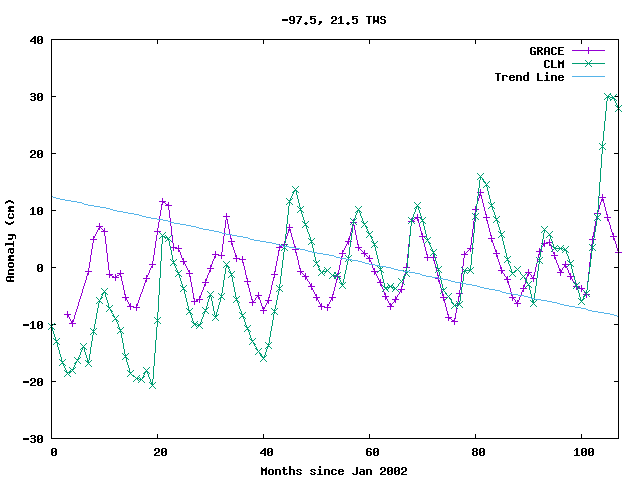 -97.5, 21.5 TWS
GRACE
CLM
Trend Line
40
30
20
10
0
-10
-20
-30
Anomaly (cm)
0 20 40 60 80 100
Months since Jan 2002